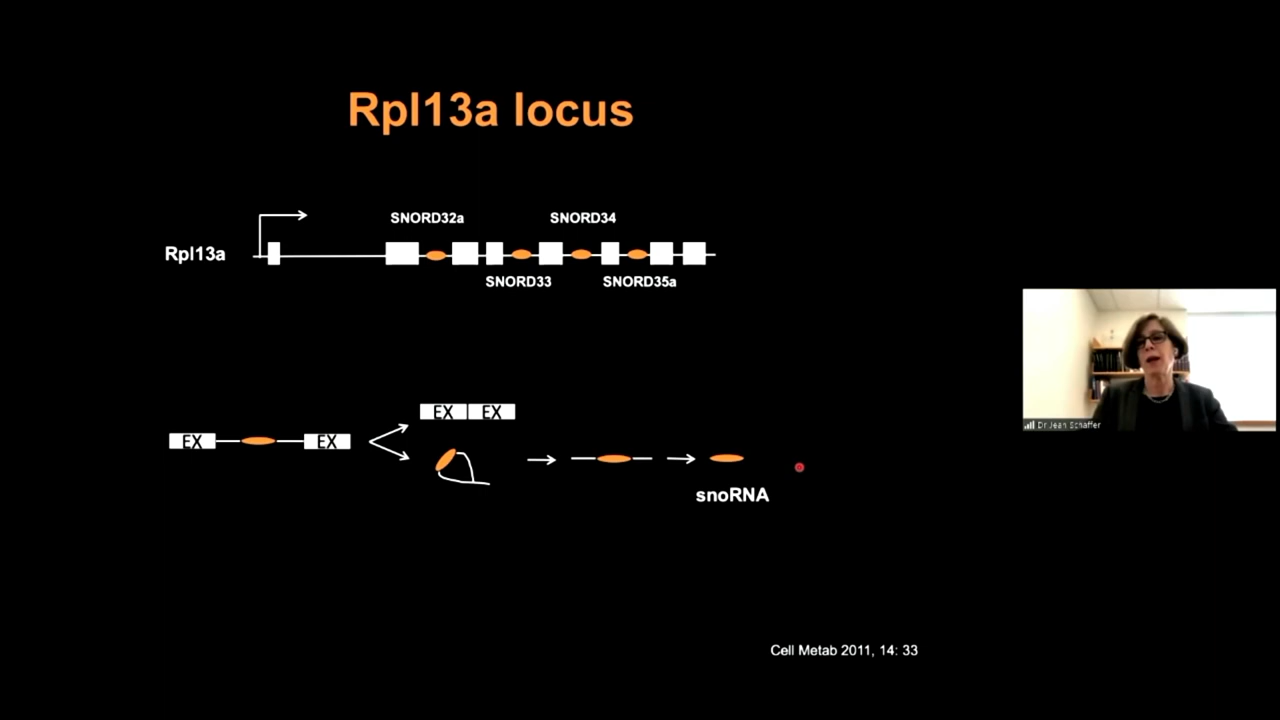 Rpl13a locus
SNORD32a
SNORD34
Rpl13a
SNORD33
SNORD35a
EX EX
EX EX
snoRNA
Dr Jean Schaffer
Cell Metab 2011, 14: 33